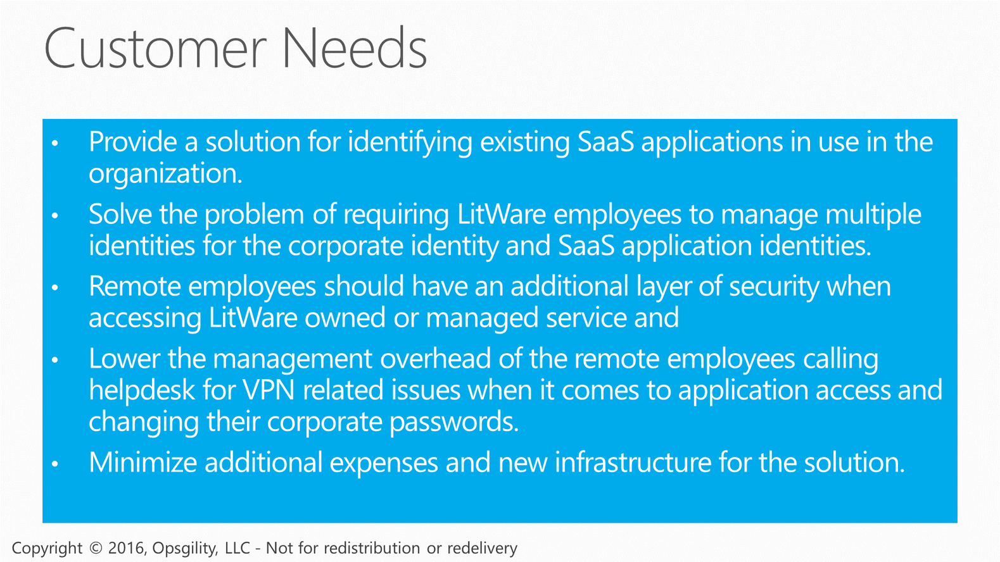 Customer Needs
• Provide a solution for identifying existing SaaS applications in use in the
organization.
• Solve the problem of requiring LitWare employees to manage multiple
identities for the corporate identity and SaaS application identities.
• Remote employees should have an additional layer of security when
accessing LitWare owned or managed service and
• Lower the management overhead of the remote employees calling
helpdesk for VPN related issues when it comes to application access and
changing their corporate passwords.
• Minimize additional expenses and new infrastructure for the solution.
Copyright © 2016, Opsgility, LLC - Not for redistribution or redelivery